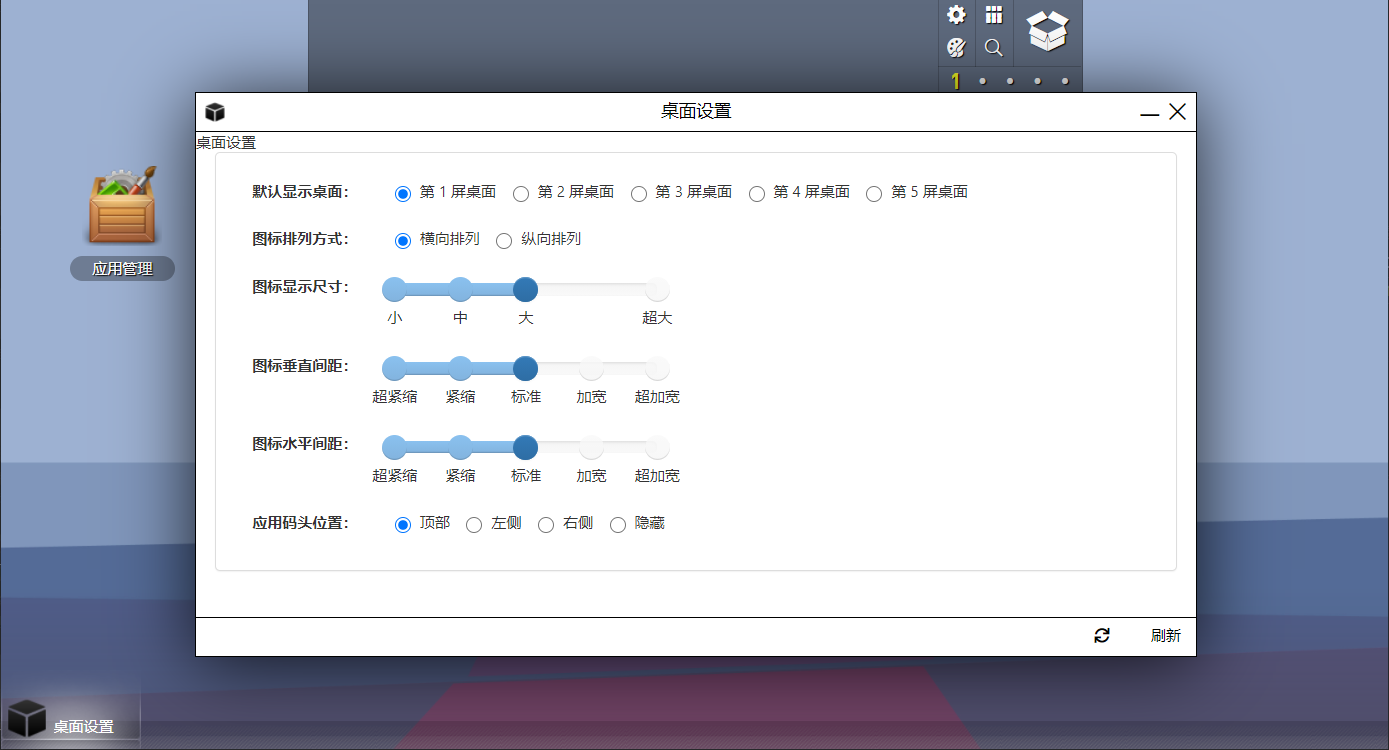 1
桌面设置
桌面设置
应用管理
默认显示桌面： 第 1 屏桌面 第 2 屏桌面 第 3 屏桌面 第 4 屏桌面 第 5 屏桌面
图标排列方式： 横向排列 纵向排列
图标显示尺寸：
小 中 大 超大
图标垂直间距：
超紧缩 紧缩 标准 加宽 超加宽
图标水平间距：
超紧缩 紧缩 标准 加宽 超加宽
应用码头位置： 顶部 左侧 右侧 隐藏
刷新
桌面设置